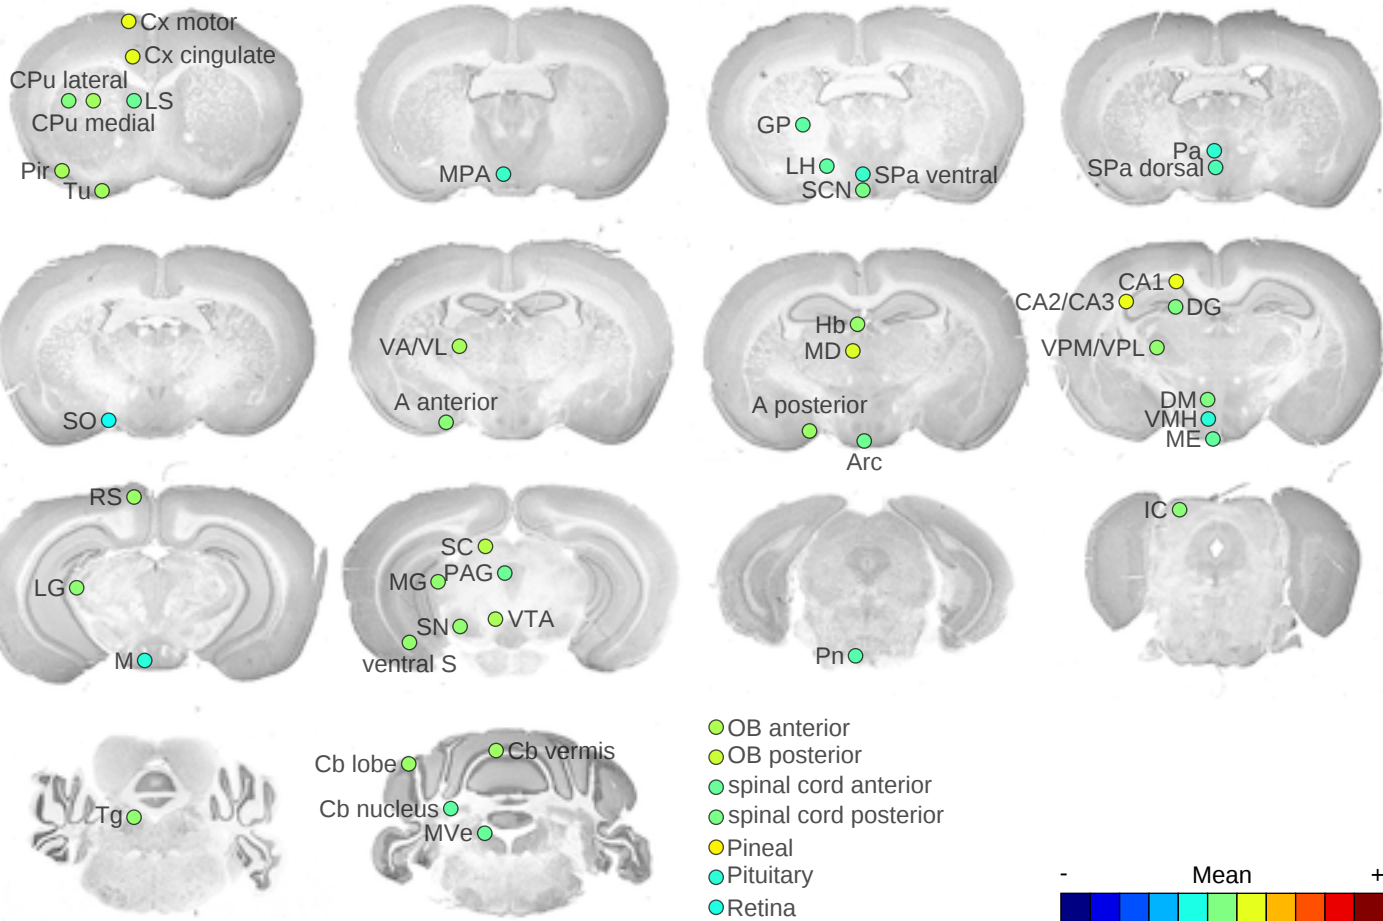 Cx motor
Cx cingulate
CPu lateral
LS
CPu medial
Pir
Tu
MPA
GP
LH
SPa ventral
SCN
Pa
SPa dorsal
SO
VA/VL
A anterior
Hb
MD
A posterior
Arc
CA1
CA2/CA3
DG
VPM/VPL
DM
VMH
ME
RS
LG
M
SC
MG
PAG
SN
VTA
ventral S
Pn
IC
Tg
Cb lobe
Cb vermis
Cb nucleus
MVe
OB anterior
OB posterior
spinal cord anterior
spinal cord posterior
Pineal
Pituitary
Retina
- Mean +